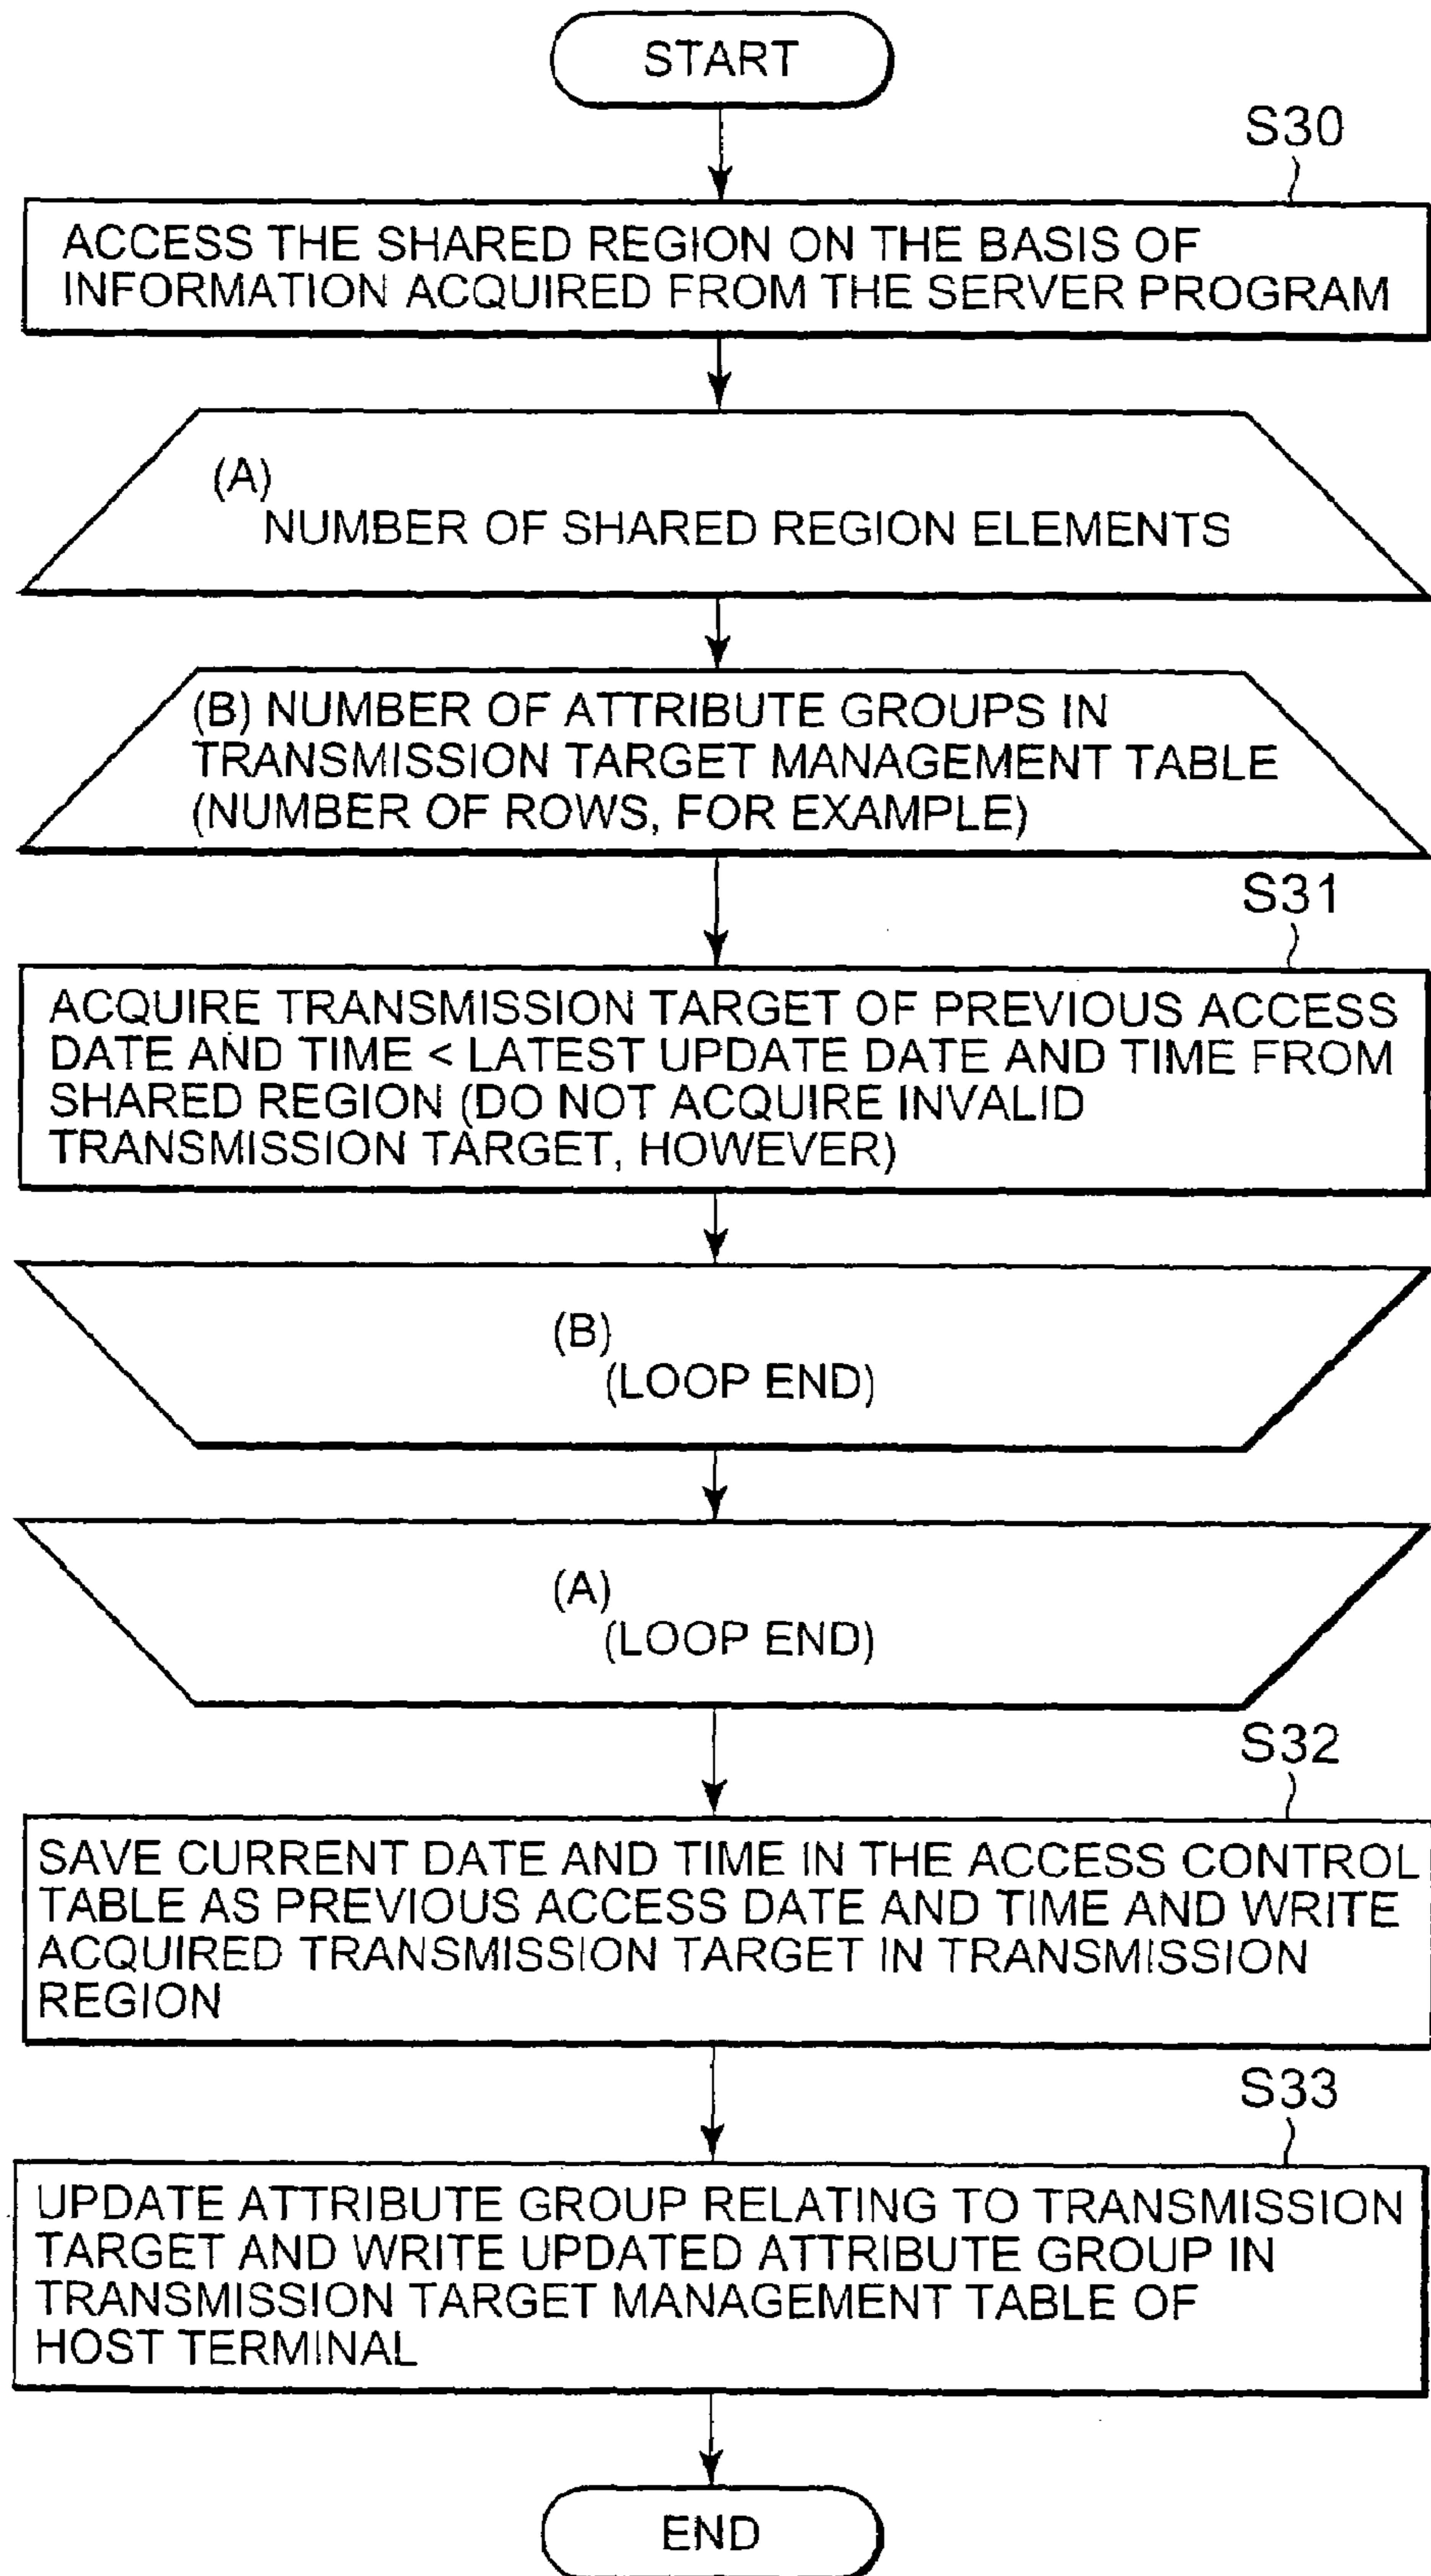 START
S30
ACCESS THE SHARED REGION ON THE BASIS OF
INFORMATION ACQUIRED FROM THE SERVER PROGRAM
(A)
NUMBER OF SHARED REGION ELEMENTS
(B) NUMBER OF ATTRIBUTE GROUPS IN
TRANSMISSION TARGET MANAGEMENT TABLE
(NUMBER OF ROWS, FOR EXAMPLE)
S31
ACQUIRE TRANSMISSION TARGET OF PREVIOUS ACCESS
DATE AND TIME < LATEST UPDATE DATE AND TIME FROM
SHARED REGION (DO NOT ACQUIRE INVALID
TRANSMISSION TARGET, HOWEVER)
(B)
(LOOP END)
(A)
(LOOP END)
S32
SAVE CURRENT DATE AND TIME IN THE ACCESS CONTROL
TABLE AS PREVIOUS ACCESS DATE AND TIME AND WRITE
ACQUIRED TRANSMISSION TARGET IN TRANSMISSION
REGION
S33
UPDATE ATTRIBUTE GROUP RELATING TO TRANSMISSION
TARGET AND WRITE UPDATED ATTRIBUTE GROUP IN
TRANSMISSION TARGET MANAGEMENT TABLE OF
HOST TERMINAL
END